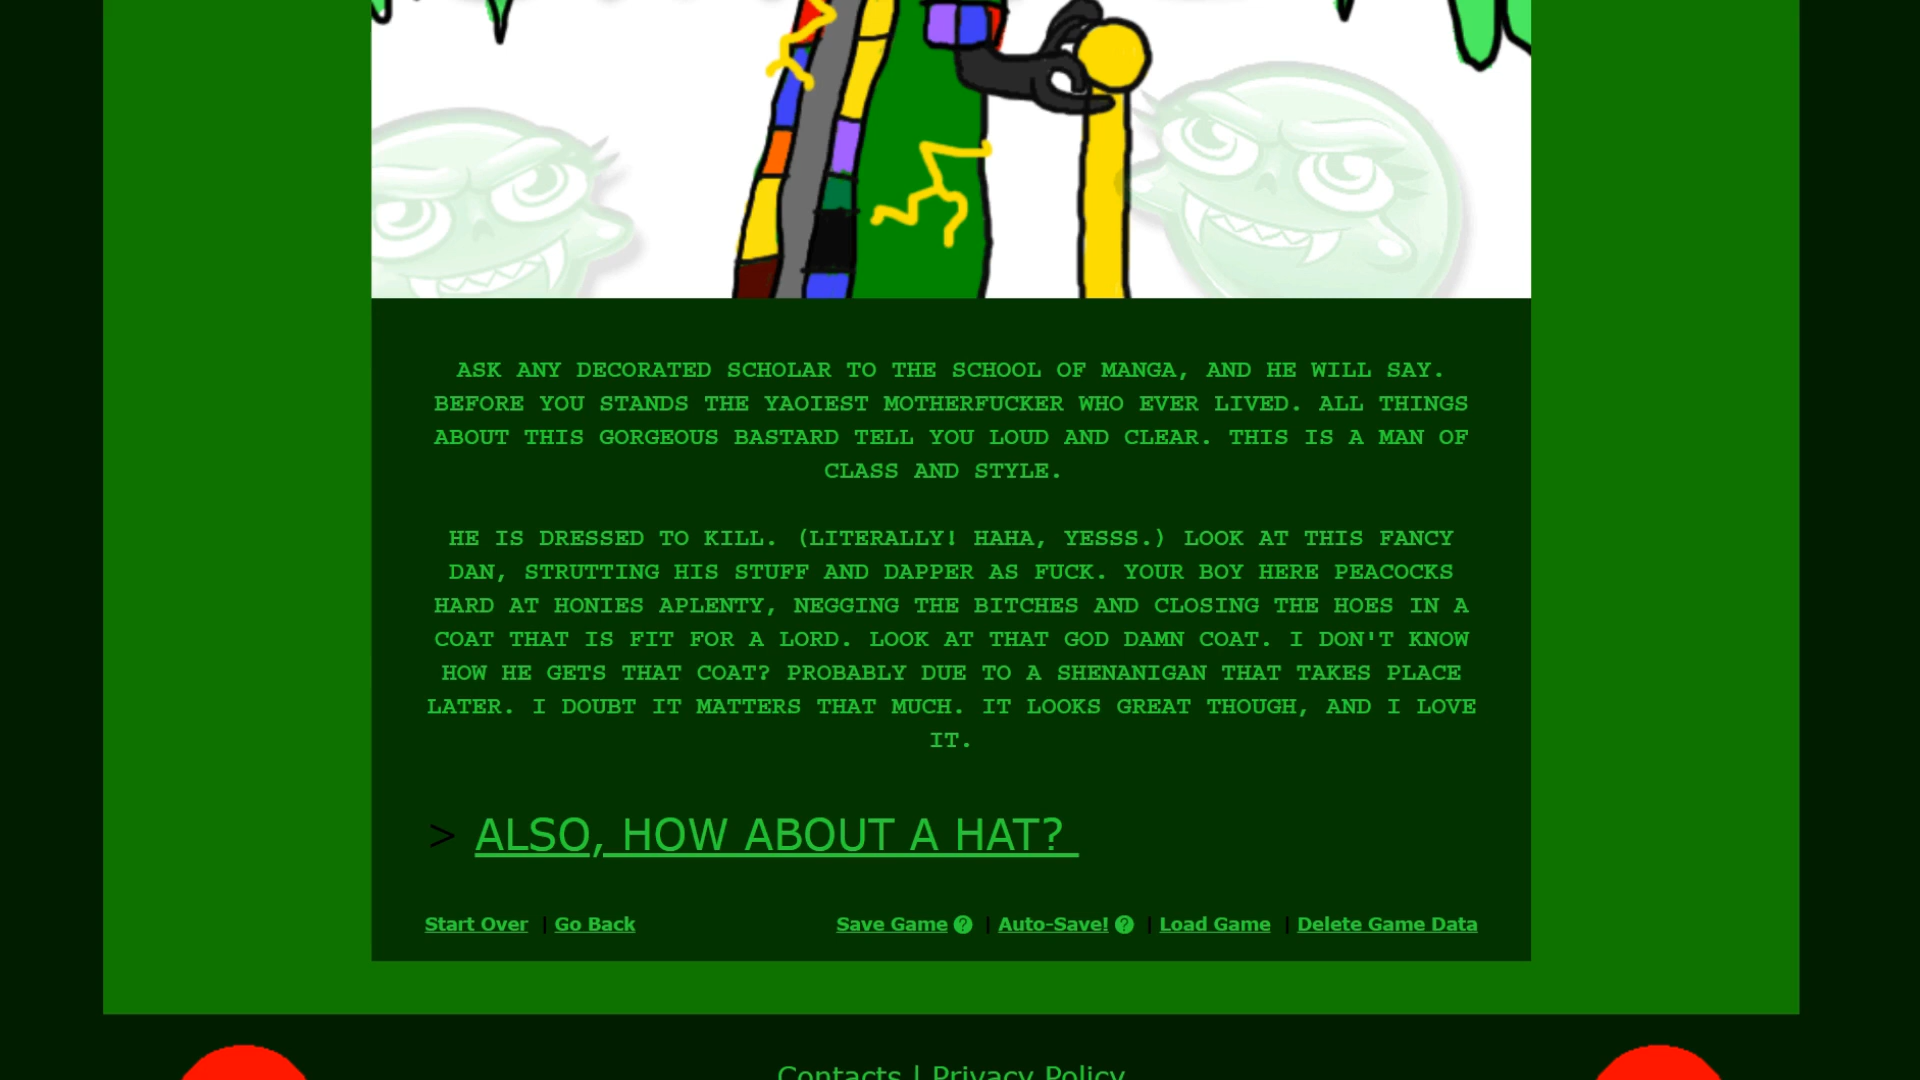 ASK ANY DECORATED SCHOLAR TO THE SCHOOL OF MANGA, AND HE WILL SAY.
BEFORE YOU STANDS THE YAOIEST MOTHERFUCKER WHO EVER LIVED. ALL THINGS
ABOUT THIS GORGEOUS BASTARD TELL YOU LOUD AND CLEAR. THIS IS A MAN OF
CLASS AND STYLE.
HE IS DRESSED TO KILL. (LITERALLY! HAHA, YESSS.) LOOK AT THIS FANCY
DAN, STRUTTING HIS STUFF AND DAPPER AS FUCK. YOUR BOY HERE PEACOCKS
HARD AT HONIES APLENTY, NEGGING THE BITCHES AND CLOSING THE HOES IN A
COAT THAT IS FIT FOR A LORD. LOOK AT THAT GOD DAMN COAT. I DON'T KNOW
HOW HE GETS THAT COAT? PROBABLY DUE TO A SHENANIGAN THAT TAKES PLACE
LATER. I DOUBT IT MATTERS THAT MUCH. IT LOOKS GREAT THOUGH, AND I LOVE
IT.
> ALSO, HOW ABOUT A HAT?
Start Over | Go Back Save Game ? | Auto-Save! ? | Load Game | Delete Game Data
Contacts | Privacy Policy